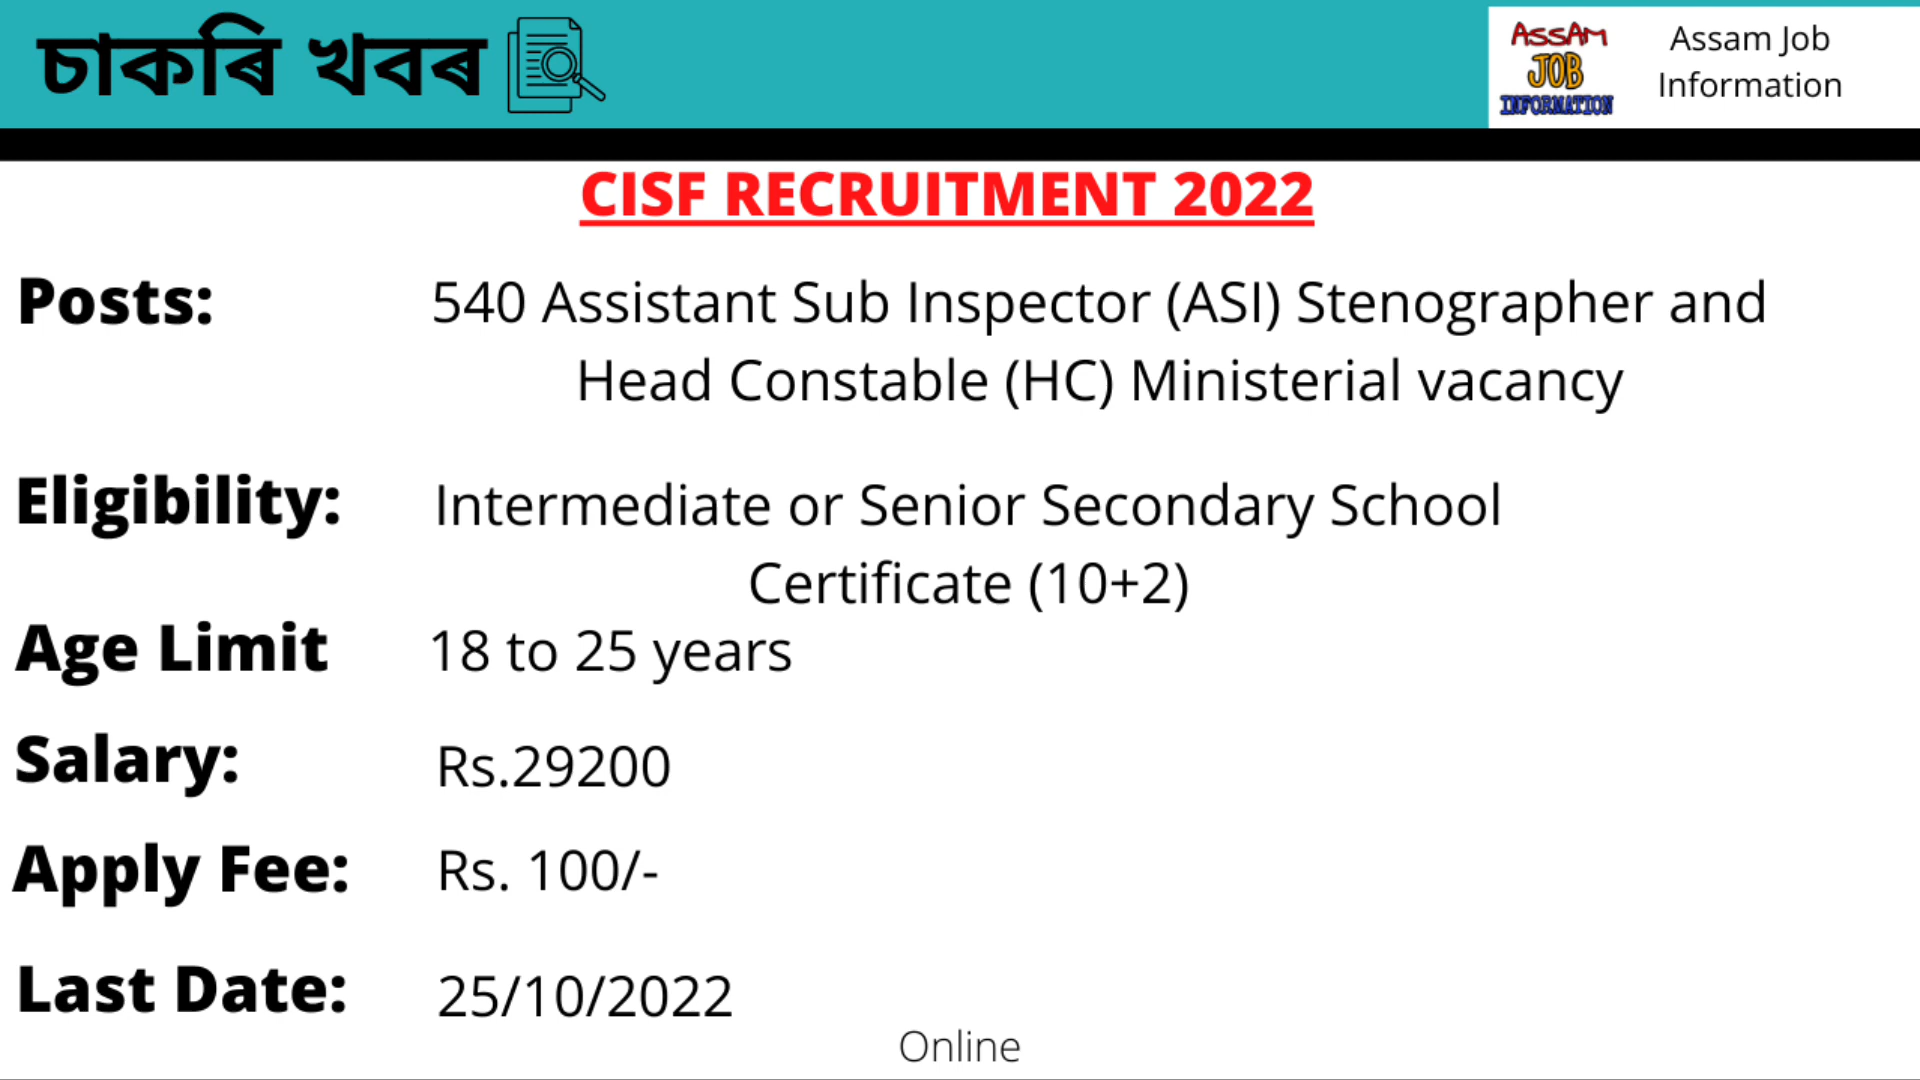 চাকৰি খবৰ
ASSAM
JOB
INFORMATION
Assam Job
Information
CISF RECRUITMENT 2022
Posts: 540 Assistant Sub Inspector (ASI) Stenographer and
Head Constable (HC) Ministerial vacancy
Eligibility: Intermediate or Senior Secondary School
Certificate (10+2)
Age Limit 18 to 25 years
Salary: Rs.29200
Apply Fee: Rs. 100/-
Last Date: 25/10/2022
Online